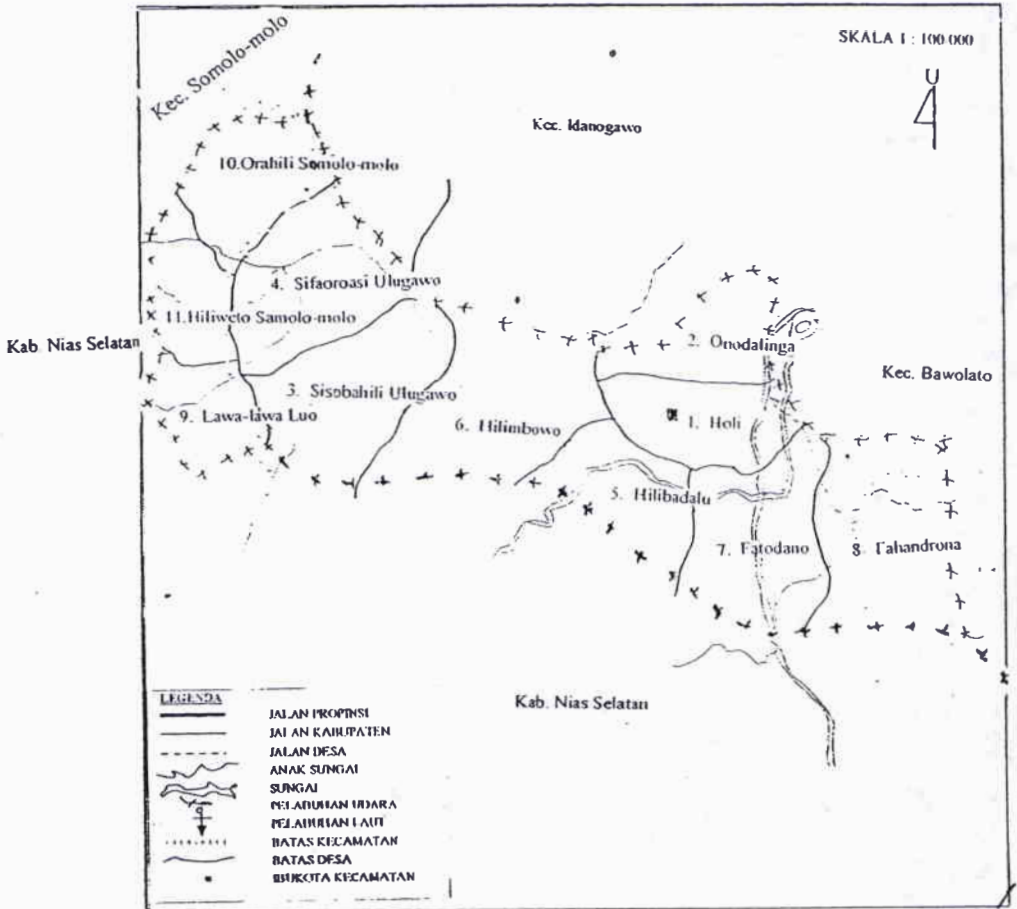 SKALA 1 : 100.000
U
Kec. Somolo-molo
Kec. Idanogawo
10.Orahili Somolo-molo
4. Sifaoroasi Ulugawo
11.Hiliweto Samolo-molo
Kab. Nias Selatan
2. Onodalinga
Kec. Bawolato
3. Sisobahili Ulugawo
9. Lawa-lawa Luo
6. Hilimbowo
1. Holi
5. Hilibadalu
7. Fatodano
8. Fahandrona
Kab. Nias Selatan
LEGENDA
JALAN PROPINSI
JALAN KABUPATEN
JALAN DESA
ANAK SUNGAI
SUNGAI
PELABUHAN UDARA
PELABUHAN LAUT
BATAS KECAMATAN
BATAS DESA
IBUKOTA KECAMATAN